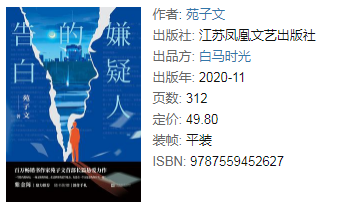 告白的嫌疑人
苑子文
百万畅销书作家苑子文首部长篇悬爱力作
作者: 苑子文
出版社: 江苏凤凰文艺出版社
出品方: 白马时光
出版年: 2020-11
页数: 312
定价: 49.80
装帧: 平装
ISBN: 9787559452627